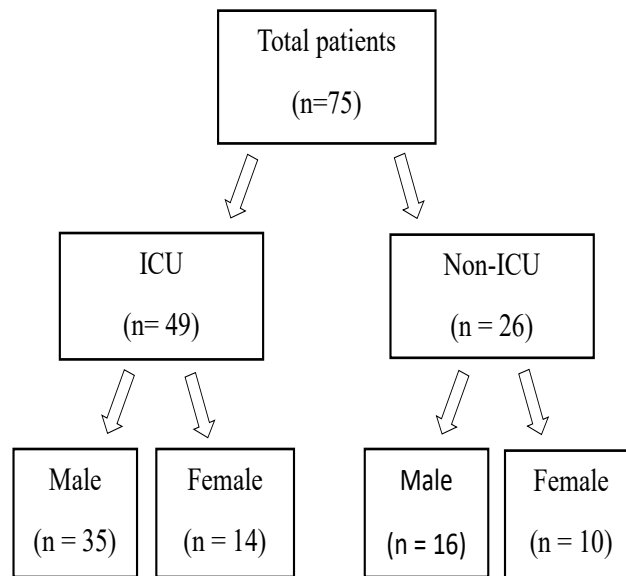 Total patients
(n=75)
ICU
(n= 49)
Non-ICU
(n = 26)
Male
(n = 35)
Female
(n = 14)
Male
(n = 16)
Female
(n = 10)